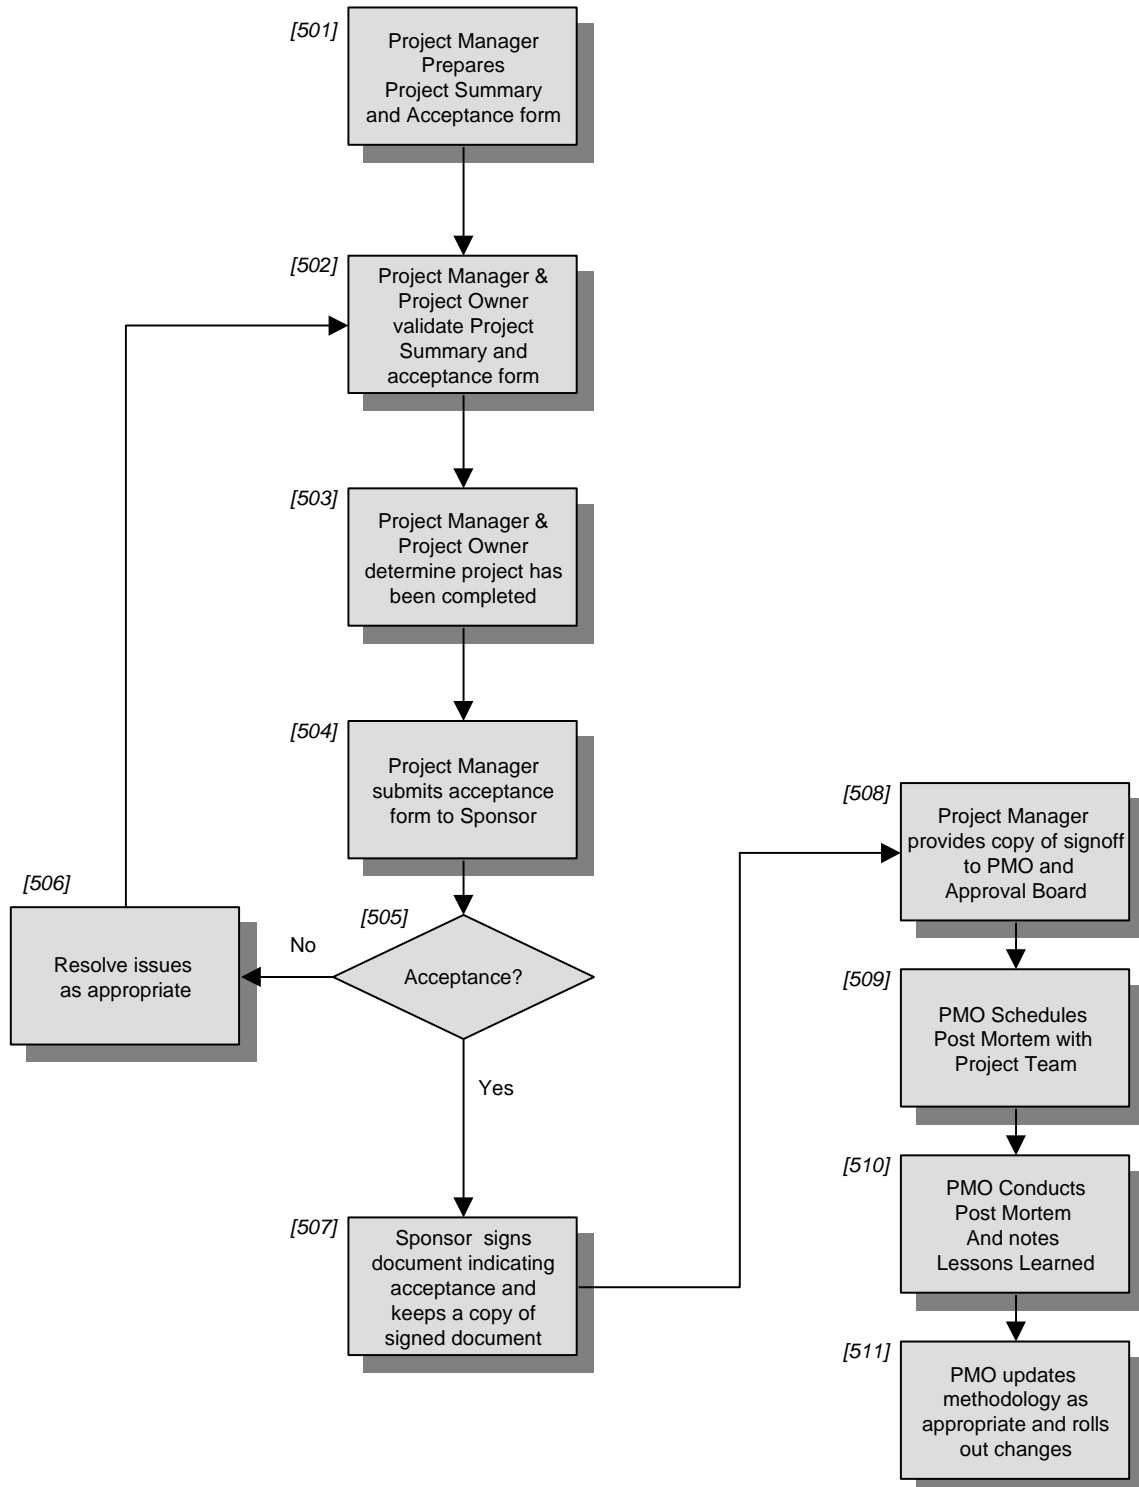 [501]
Project Manager
Prepares
Project Summary
and Acceptance form
[502]
Project Manager &
Project Owner
validate Project
Summary and
acceptance form
[503]
Project Manager &
Project Owner
determine project has
been completed
[504]
Project Manager
submits acceptance
form to Sponsor
[505]
Acceptance?
No
[506]
Resolve issues
as appropriate
Yes
[507]
Sponsor signs
document indicating
acceptance and
keeps a copy of
signed document
[508]
Project Manager
provides copy of signoff
to PMO and
Approval Board
[509]
PMO Schedules
Post Mortem with
Project Team
[510]
PMO Conducts
Post Mortem
And notes
Lessons Learned
[511]
PMO updates
methodology as
appropriate and rolls
out changes